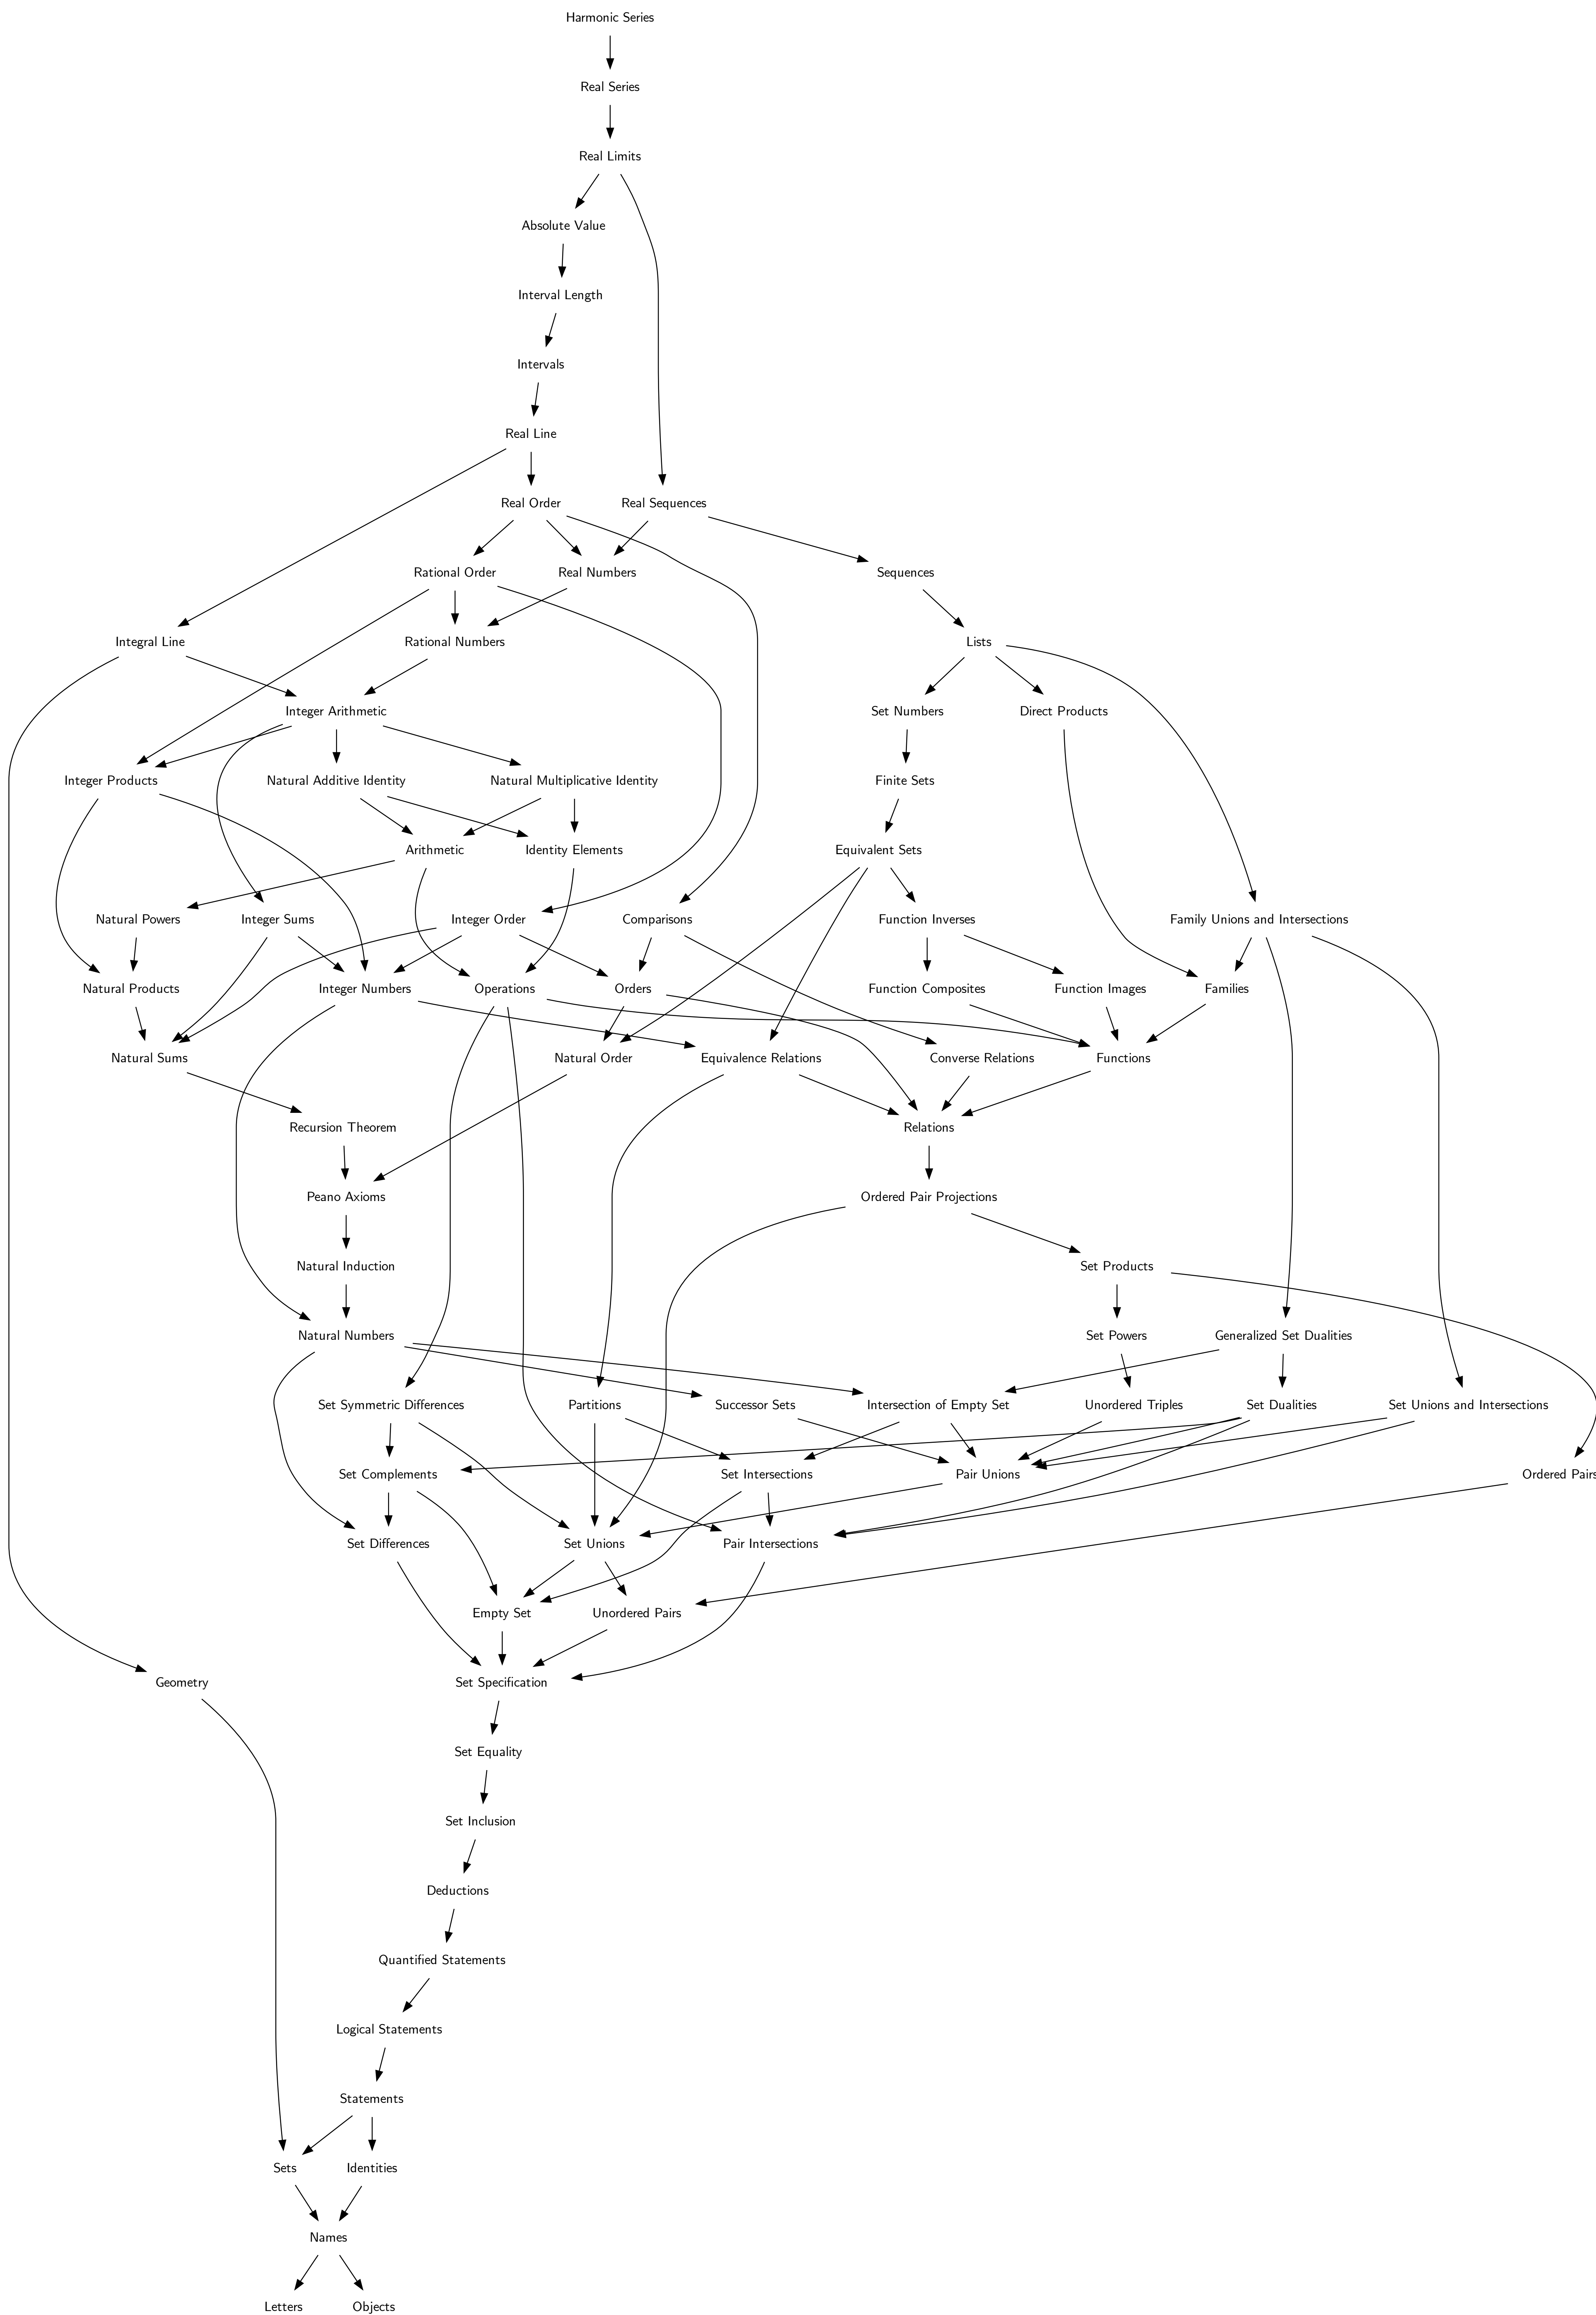 Harmonic Series
Real Series
Real Limits
Absolute Value
Interval Length
Intervals
Real Line
Real Order
Real Sequences
Rational Order
Real Numbers
Sequences
Integral Line
Rational Numbers
Lists
Integer Arithmetic
Set Numbers
Direct Products
Integer Products
Natural Additive Identity
Natural Multiplicative Identity
Finite Sets
Arithmetic
Identity Elements
Equivalent Sets
Natural Powers
Integer Sums
Integer Order
Comparisons
Function Inverses
Family Unions and Intersections
Natural Products
Integer Numbers
Operations
Orders
Function Composites
Function Images
Families
Natural Sums
Natural Order
Equivalence Relations
Converse Relations
Functions
Recursion Theorem
Relations
Peano Axioms
Ordered Pair Projections
Natural Induction
Set Products
Natural Numbers
Set Powers
Generalized Set Dualities
Set Symmetric Differences
Partitions
Successor Sets
Intersection of Empty Set
Unordered Triples
Set Dualities
Set Unions and Intersections
Set Complements
Set Intersections
Pair Unions
Ordered Pairs
Set Differences
Set Unions
Pair Intersections
Empty Set
Unordered Pairs
Geometry
Set Specification
Set Equality
Set Inclusion
Deductions
Quantified Statements
Logical Statements
Statements
Sets
Identities
Names
Letters
Objects